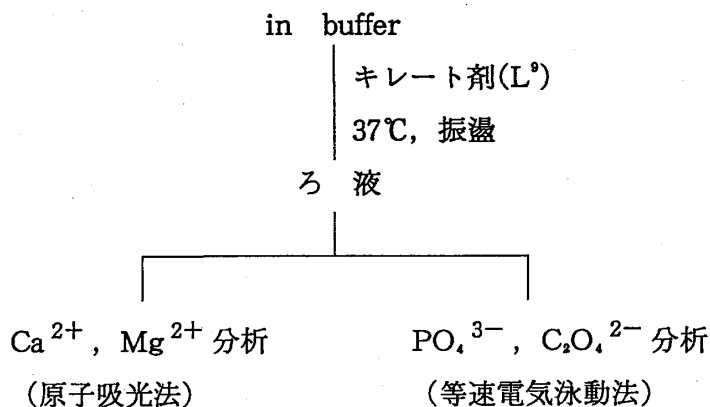 in buffer
キレート剤(L⁹)
37℃, 振盪
ろ 液
Ca²⁺, Mg²⁺ 分析
PO₄³⁻, C₂O₄²⁻ 分析
(原子吸光法)
(等速電気泳動法)